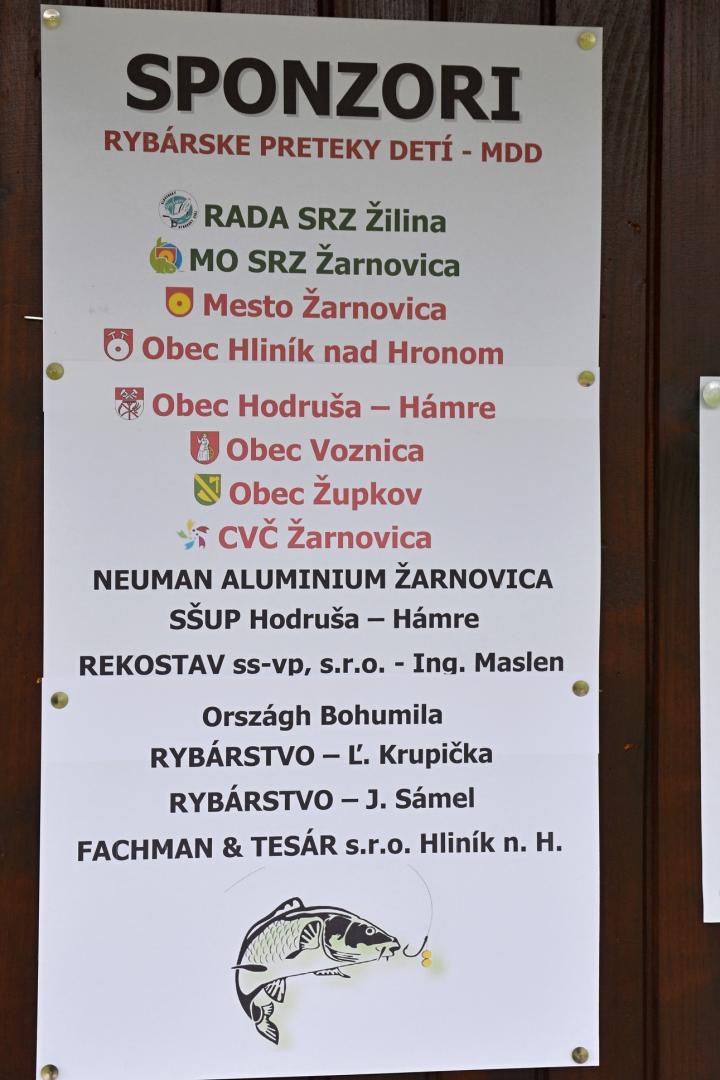 SPONZORI
RYBÁRSKE PRETEKY DETÍ - MDD
RADA SRZ Žilina
MO SRZ Žarnovica
Mesto Žarnovica
Obec Hliník nad Hronom
Obec Hodruša – Hámre
Obec Voznica
Obec Župkov
CVČ Žarnovica
NEUMAN ALUMINIUM ŽARNOVICA
SŠUP Hodruša – Hámre
REKOSTAV ss-vp, s.r.o. - Ing. Maslen
Országh Bohumila
RYBÁRSTVO – Ľ. Krupička
RYBÁRSTVO – J. Sámel
FACHMAN & TESÁR s.r.o. Hliník n. H.